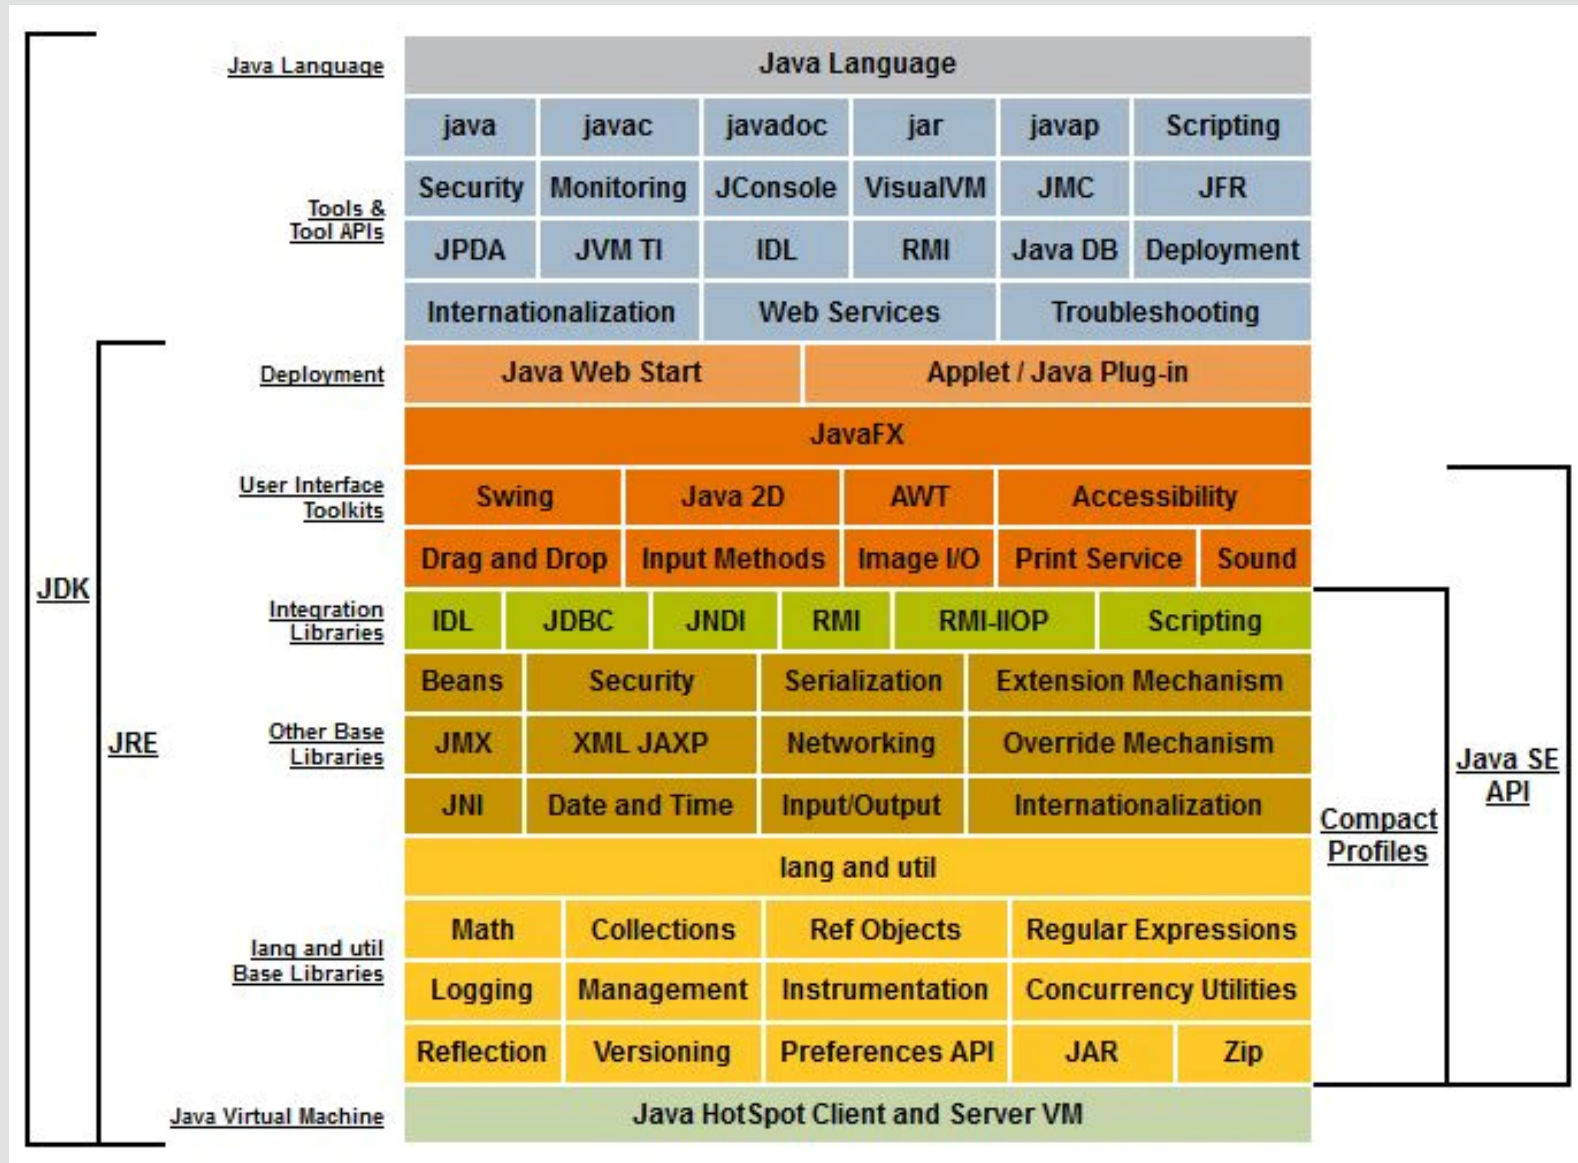 Java Language
Java Language
java javac javadoc jar javap Scripting
Security Monitoring JConsole VisualVM JMC JFR
Tools &
Tool APIs
JPDA JVM TI IDL RMI Java DB Deployment
Internationalization Web Services Troubleshooting
Deployment
Java Web Start Applet / Java Plug-in
JavaFX
User Interface
Toolkits
Swing Java 2D AWT Accessibility
Drag and Drop Input Methods Image I/O Print Service Sound
JDK
Integration
Libraries
IDL JDBC JNDI RMI RMI-IIOP Scripting
Beans Security Serialization Extension Mechanism
JRE
Other Base
Libraries
JMX XML JAXP Networking Override Mechanism
Java SE
API
JNI Date and Time Input/Output Internationalization
Compact
Profiles
lang and util
Math Collections Ref Objects Regular Expressions
lang and util
Base Libraries
Logging Management Instrumentation Concurrency Utilities
Reflection Versioning Preferences API JAR Zip
Java Virtual Machine
Java HotSpot Client and Server VM